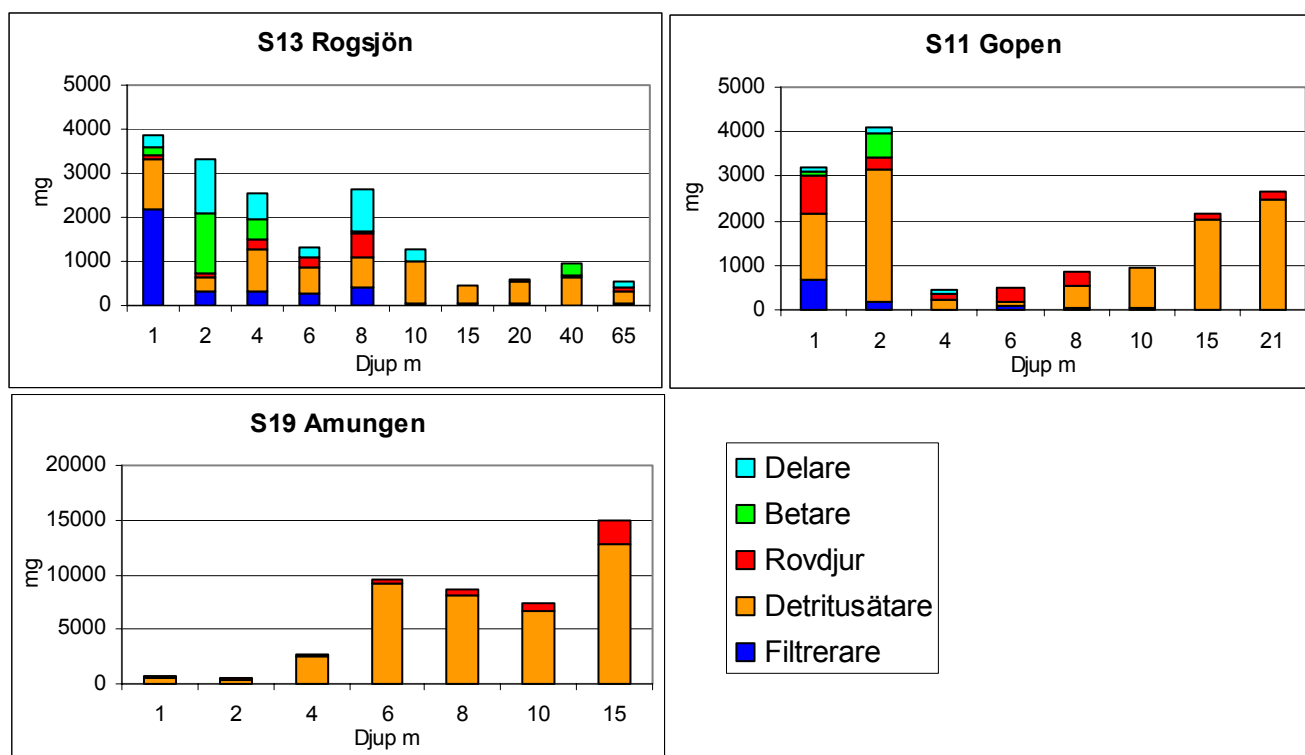 S13 Rogsjön
5000
4000
3000
2000
1000
0
mg
1 2 4 6 8 10 15 20 40 65
Djup m
S11 Gopen
5000
4000
3000
2000
1000
0
mg
1 2 4 6 8 10 15 21
Djup m
S19 Amungen
20000
15000
10000
5000
0
mg
1 2 4 6 8 10 15
Djup m
Delare
Betare
Rovdjur
Detritusätare
Filtrerare